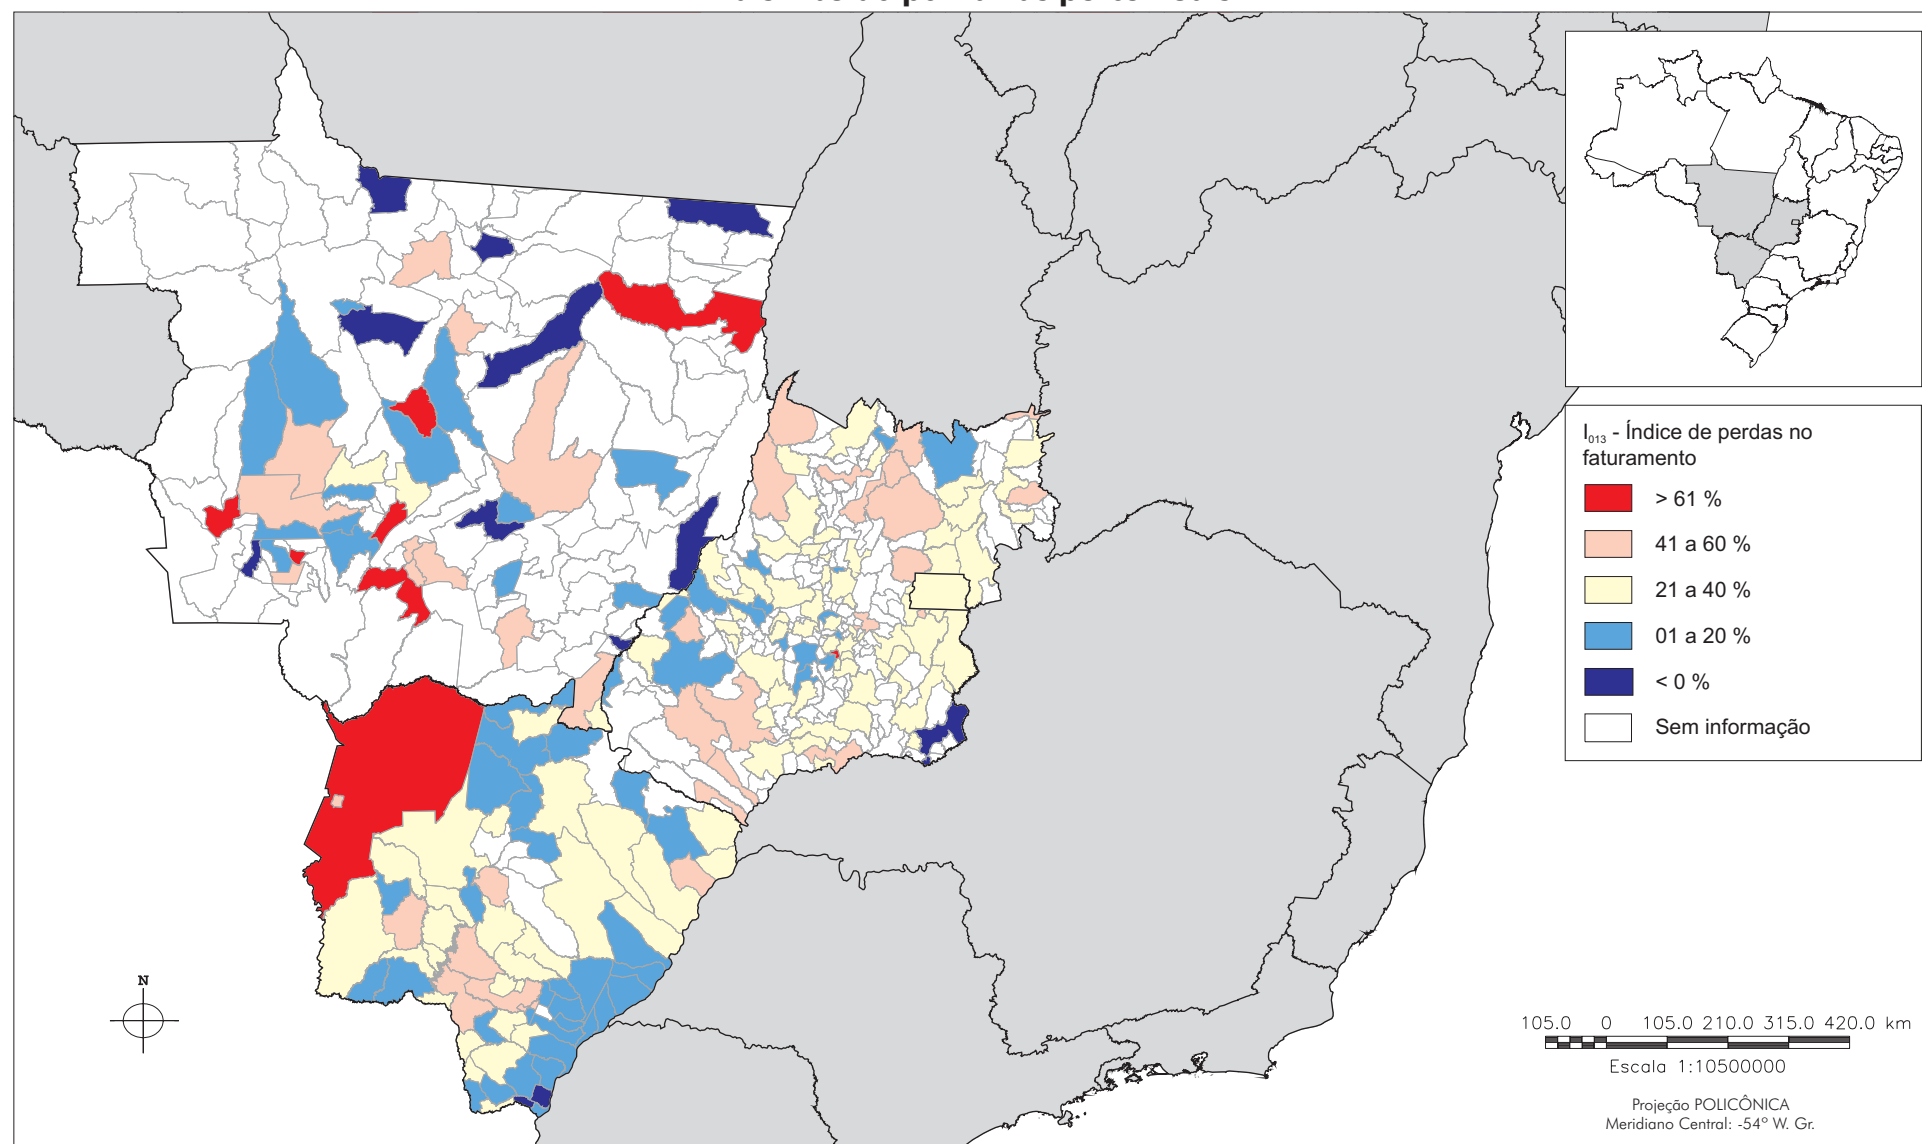 I013 - Índice de perdas no
faturamento
> 61 %
41 a 60 %
21 a 40 %
01 a 20 %
< 0 %
Sem informação
N
105.0 0 105.0 210.0 315.0 420.0 km
Escala 1:10500000
Projeção POLICÔNICA
Meridiano Central: -54º W. Gr.